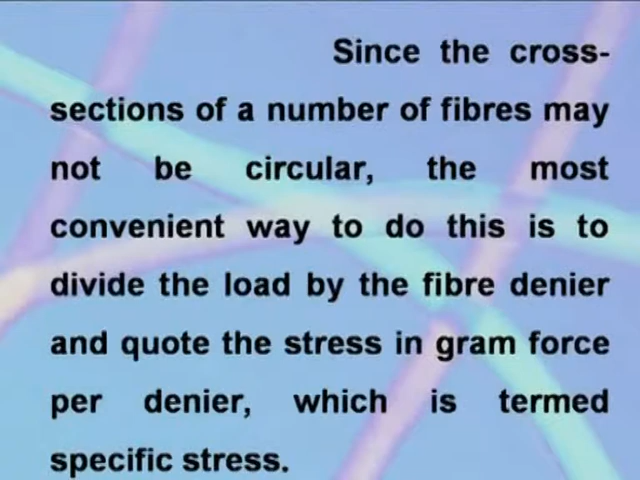 Since the cross-
sections of a number of fibres may
not be circular, the most
convenient way to do this is to
divide the load by the fibre denier
and quote the stress in gram force
per denier, which is termed
specific stress.